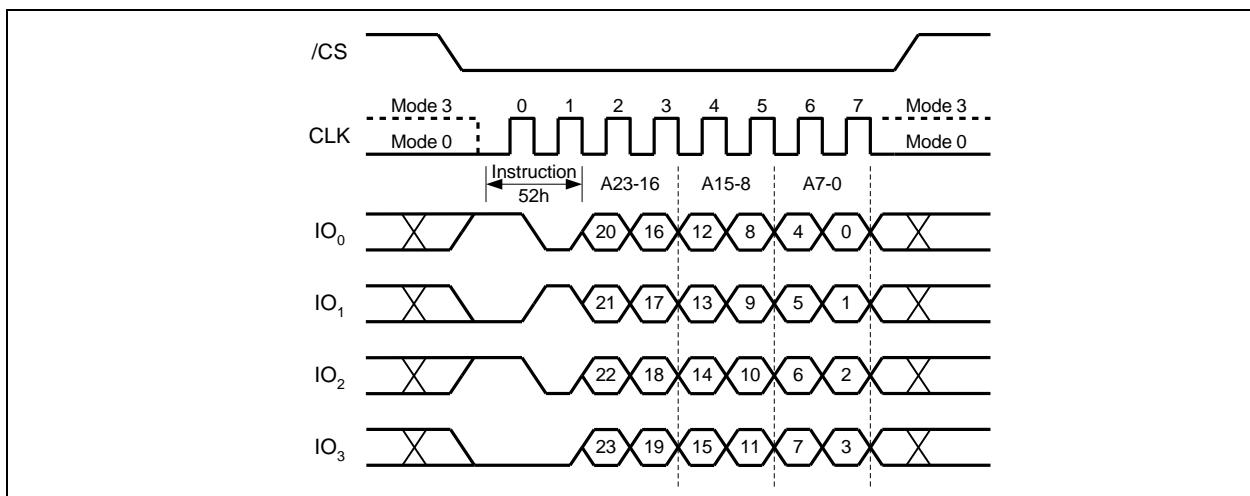 /CS
Mode 3 0 1 2 3 4 5 6 7 Mode 3
CLK
Mode 0 Mode 0
Instruction
52h
A23-16 A15-8 A7-0
IO0 20 16 12 8 4 0
IO1 21 17 13 9 5 1
IO2 22 18 14 10 6 2
IO3 23 19 15 11 7 3